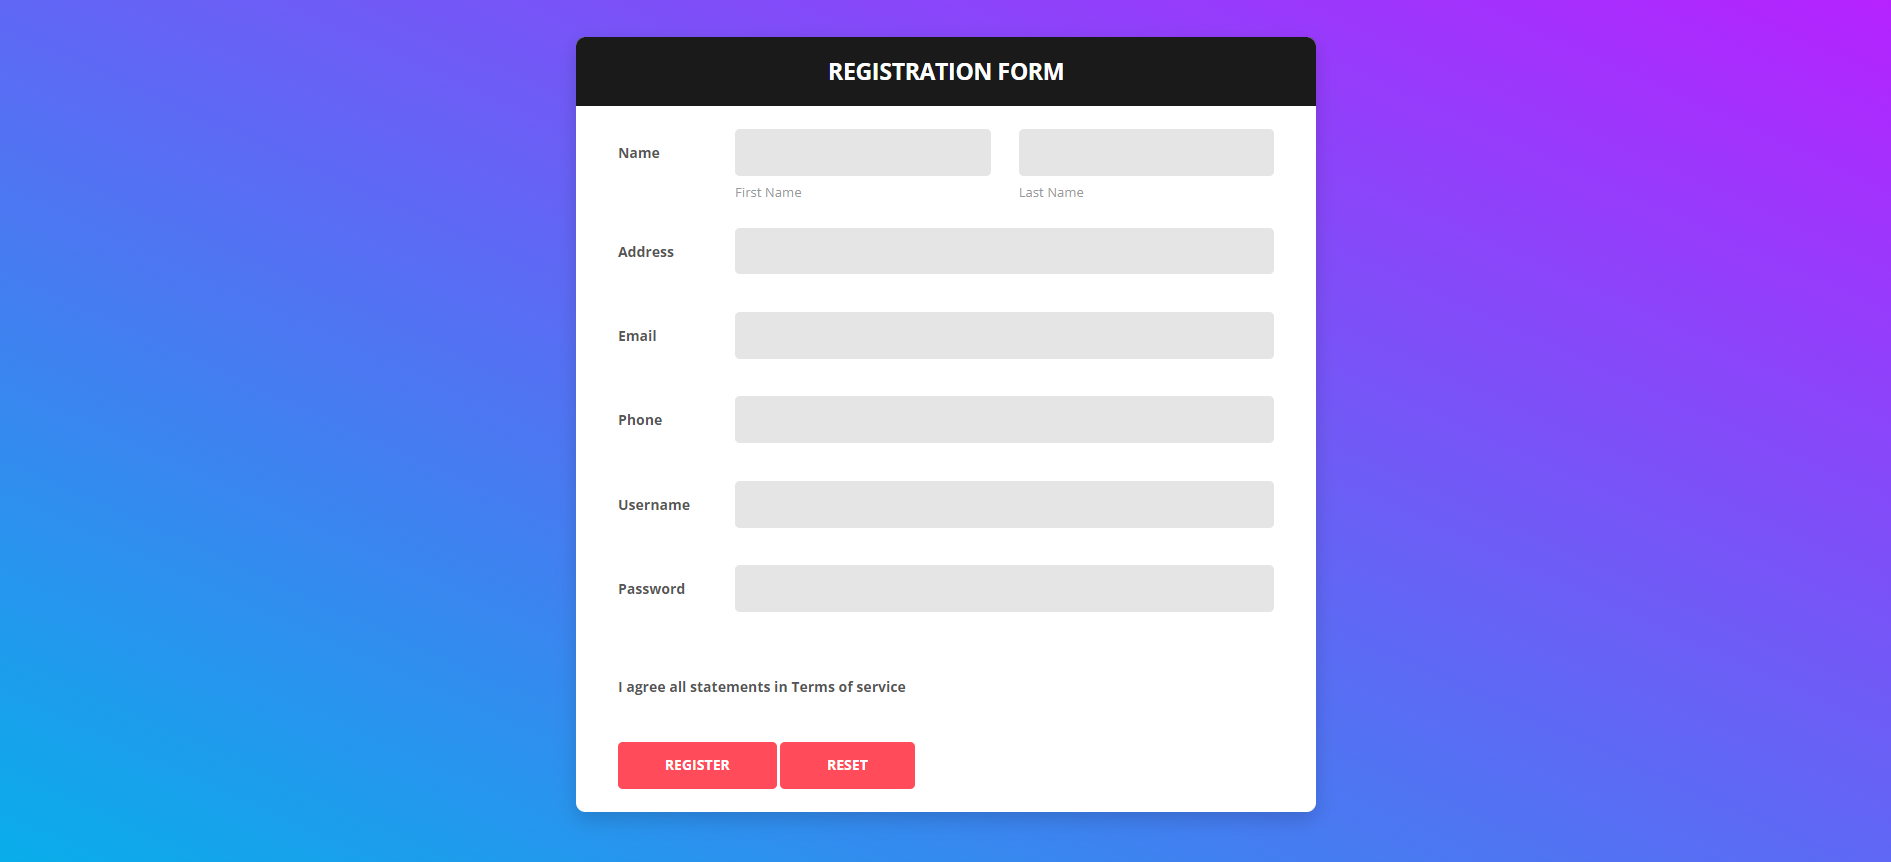 REGISTRATION FORM
Name
First Name
Last Name
Address
Email
Phone
Username
Password
I agree all statements in Terms of service
REGISTER
RESET